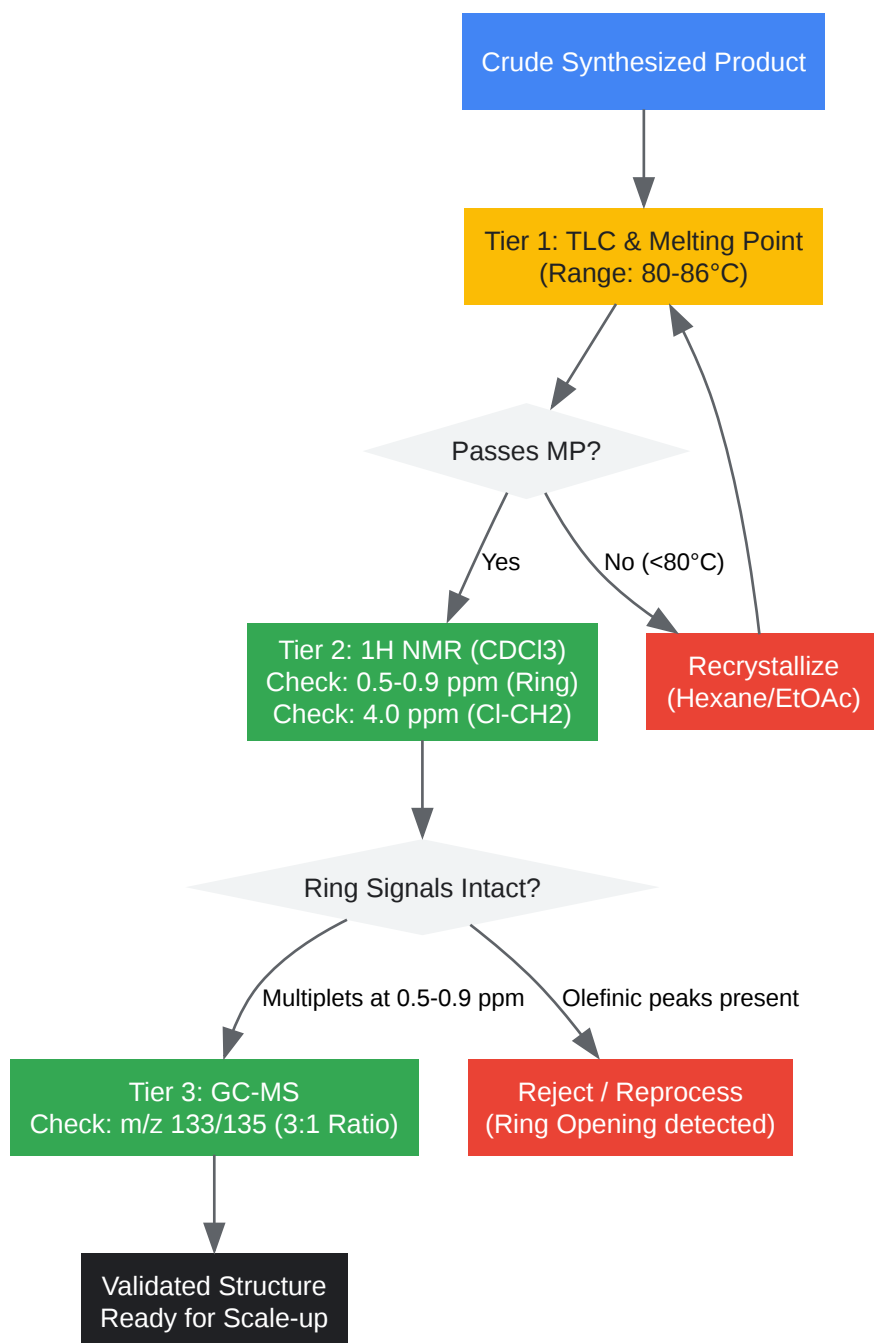 Crude Synthesized Product
Tier 1: TLC & Melting Point
(Range: 80-86°C)
Passes MP?
Yes
No (<80°C)
Tier 2: 1H NMR (CDCl3)
Check: 0.5-0.9 ppm (Ring)
Check: 4.0 ppm (Cl-CH2)
Recrystallize
(Hexane/EtOAc)
Ring Signals Intact?
Multiplets at 0.5-0.9 ppm
Olefinic peaks present
Tier 3: GC-MS
Check: m/z 133/135 (3:1 Ratio)
Reject / Reprocess
(Ring Opening detected)
Validated Structure
Ready for Scale-up